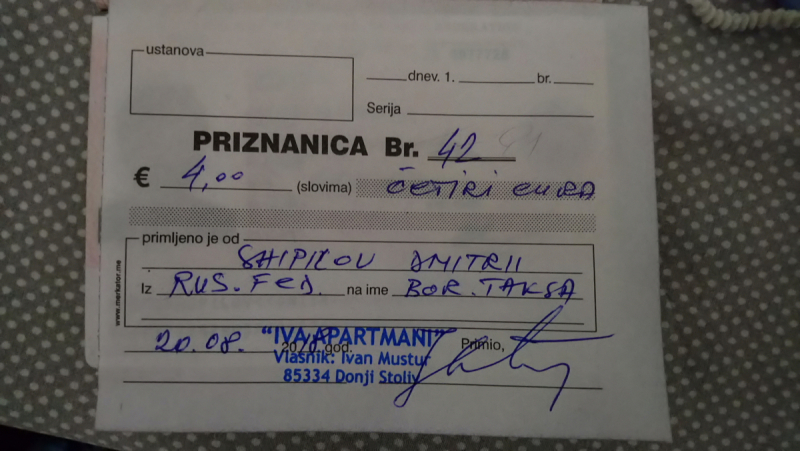 ustanova
dnev. 1. br.
Serija
PRIZNANICA Br. 42
€ 4,00 (slovima) ČETIRI EURA
primljeno je od
SHIPILOV DMITRII
Iz RUS. FED. na ime BOR. TAKSA
www.merkator.me
20.08. 2018 god. Primio,
"IVA APARTMANI"
Vlasnik: Ivan Mustur
85334 Donji Stoliv